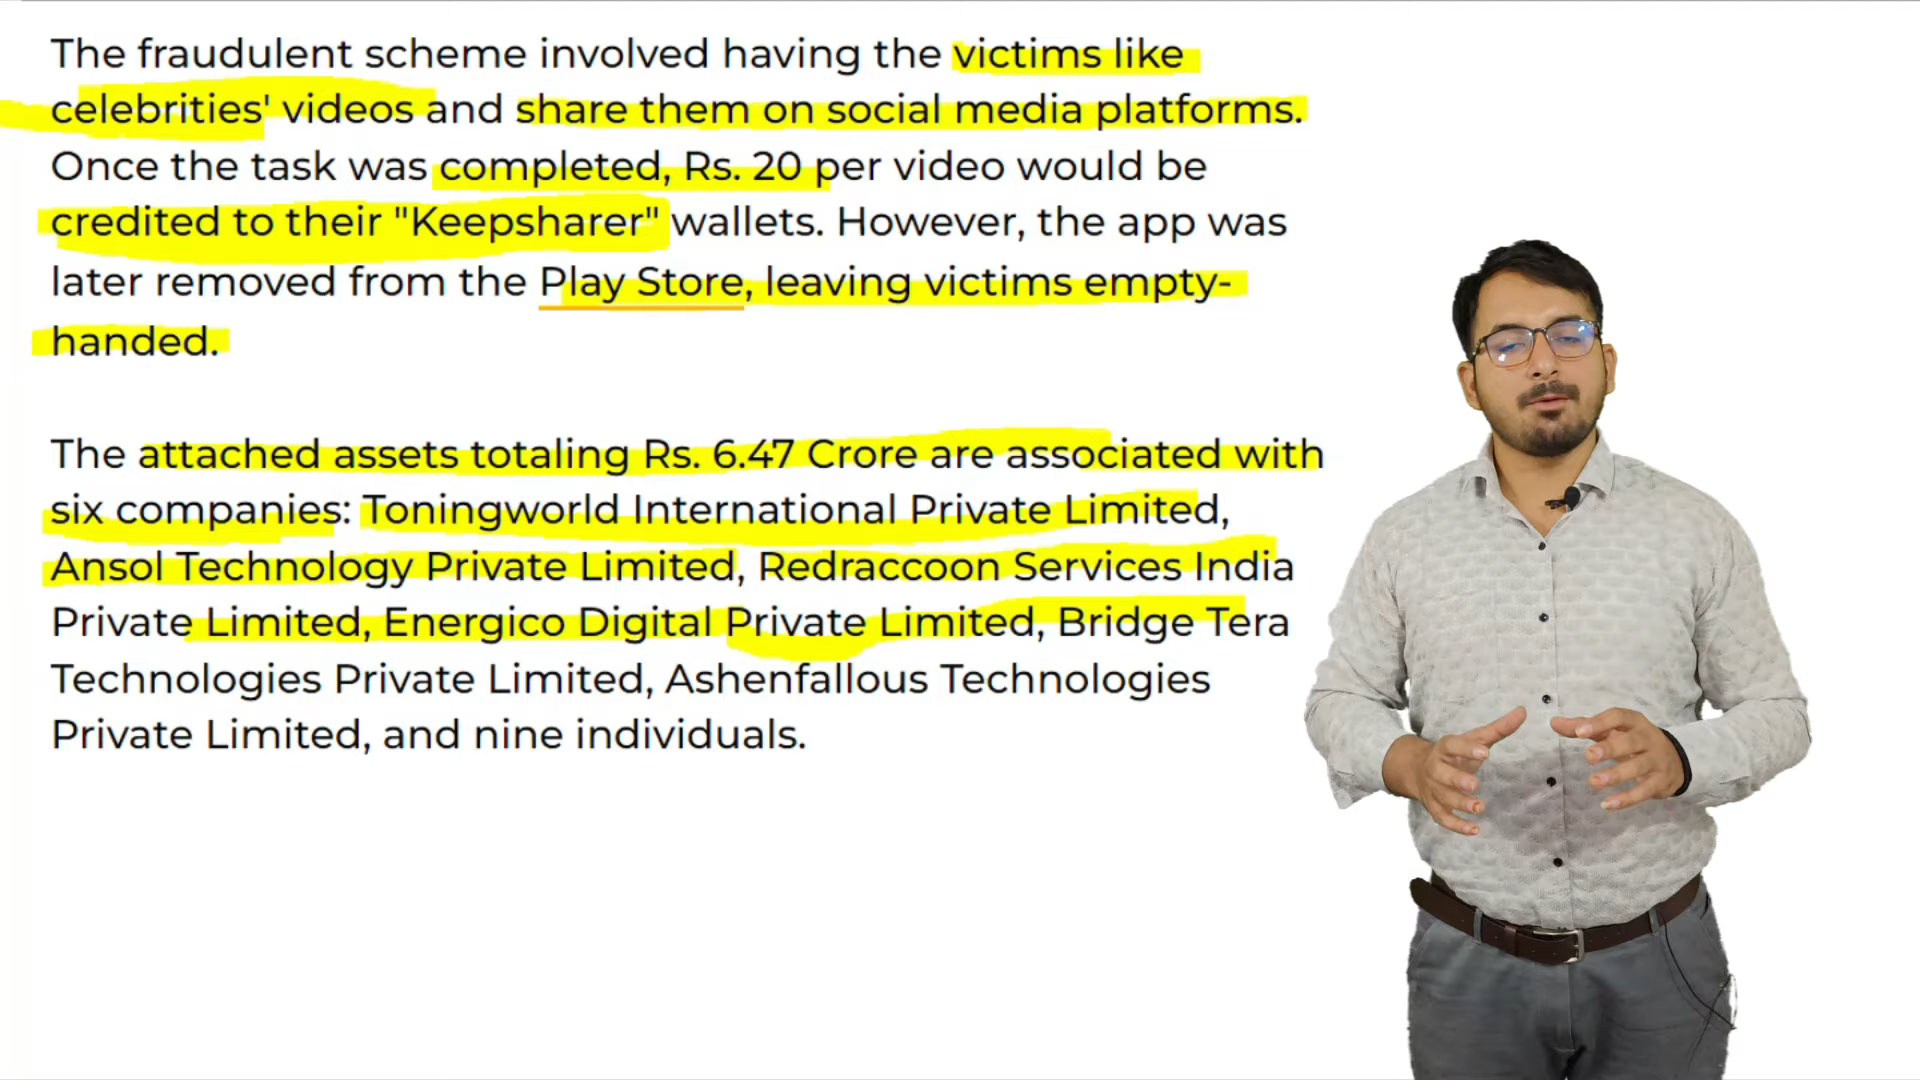 The fraudulent scheme involved having the victims like
celebrities' videos and share them on social media platforms.
Once the task was completed, Rs. 20 per video would be
credited to their "Keepsharer" wallets. However, the app was
later removed from the Play Store, leaving victims empty-
handed.
The attached assets totaling Rs. 6.47 Crore are associated with
six companies: Toningworld International Private Limited,
Ansol Technology Private Limited, Redraccoon Services India
Private Limited, Energico Digital Private Limited, Bridge Tera
Technologies Private Limited, Ashenfallous Technologies
Private Limited, and nine individuals.